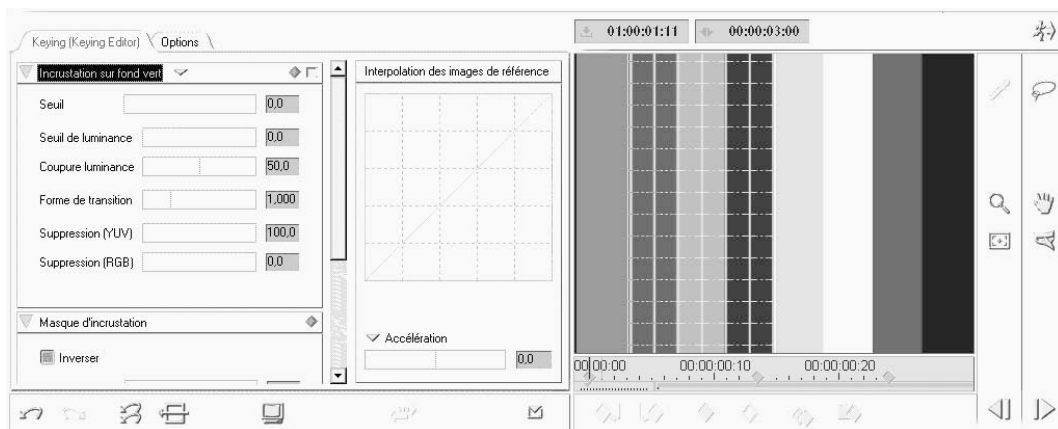 Keying (Keying Editor) Options
01:00:01:11 00:00:03:00
Incrustation sur fond vert
Seuil 0,0
Seuil de luminance 0,0
Coupure luminance 50,0
Forme de transition 1,000
Suppression (YUV) 100,0
Suppression (RGB) 0,0
Masque d'incrustation
Inverser
Interpolation des images de référence
Accélération
0,0
00:00:00 00:00:00:10 00:00:00:20